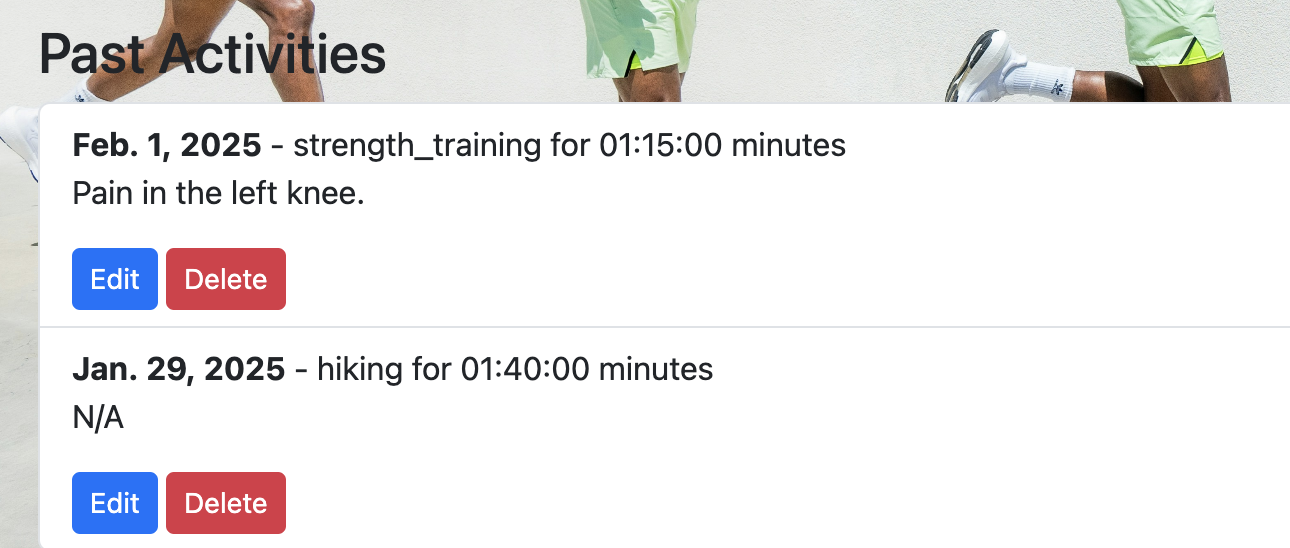 Past Activities
Feb. 1, 2025 - strength_training for 01:15:00 minutes
Pain in the left knee.
Edit Delete
Jan. 29, 2025 - hiking for 01:40:00 minutes
N/A
Edit Delete